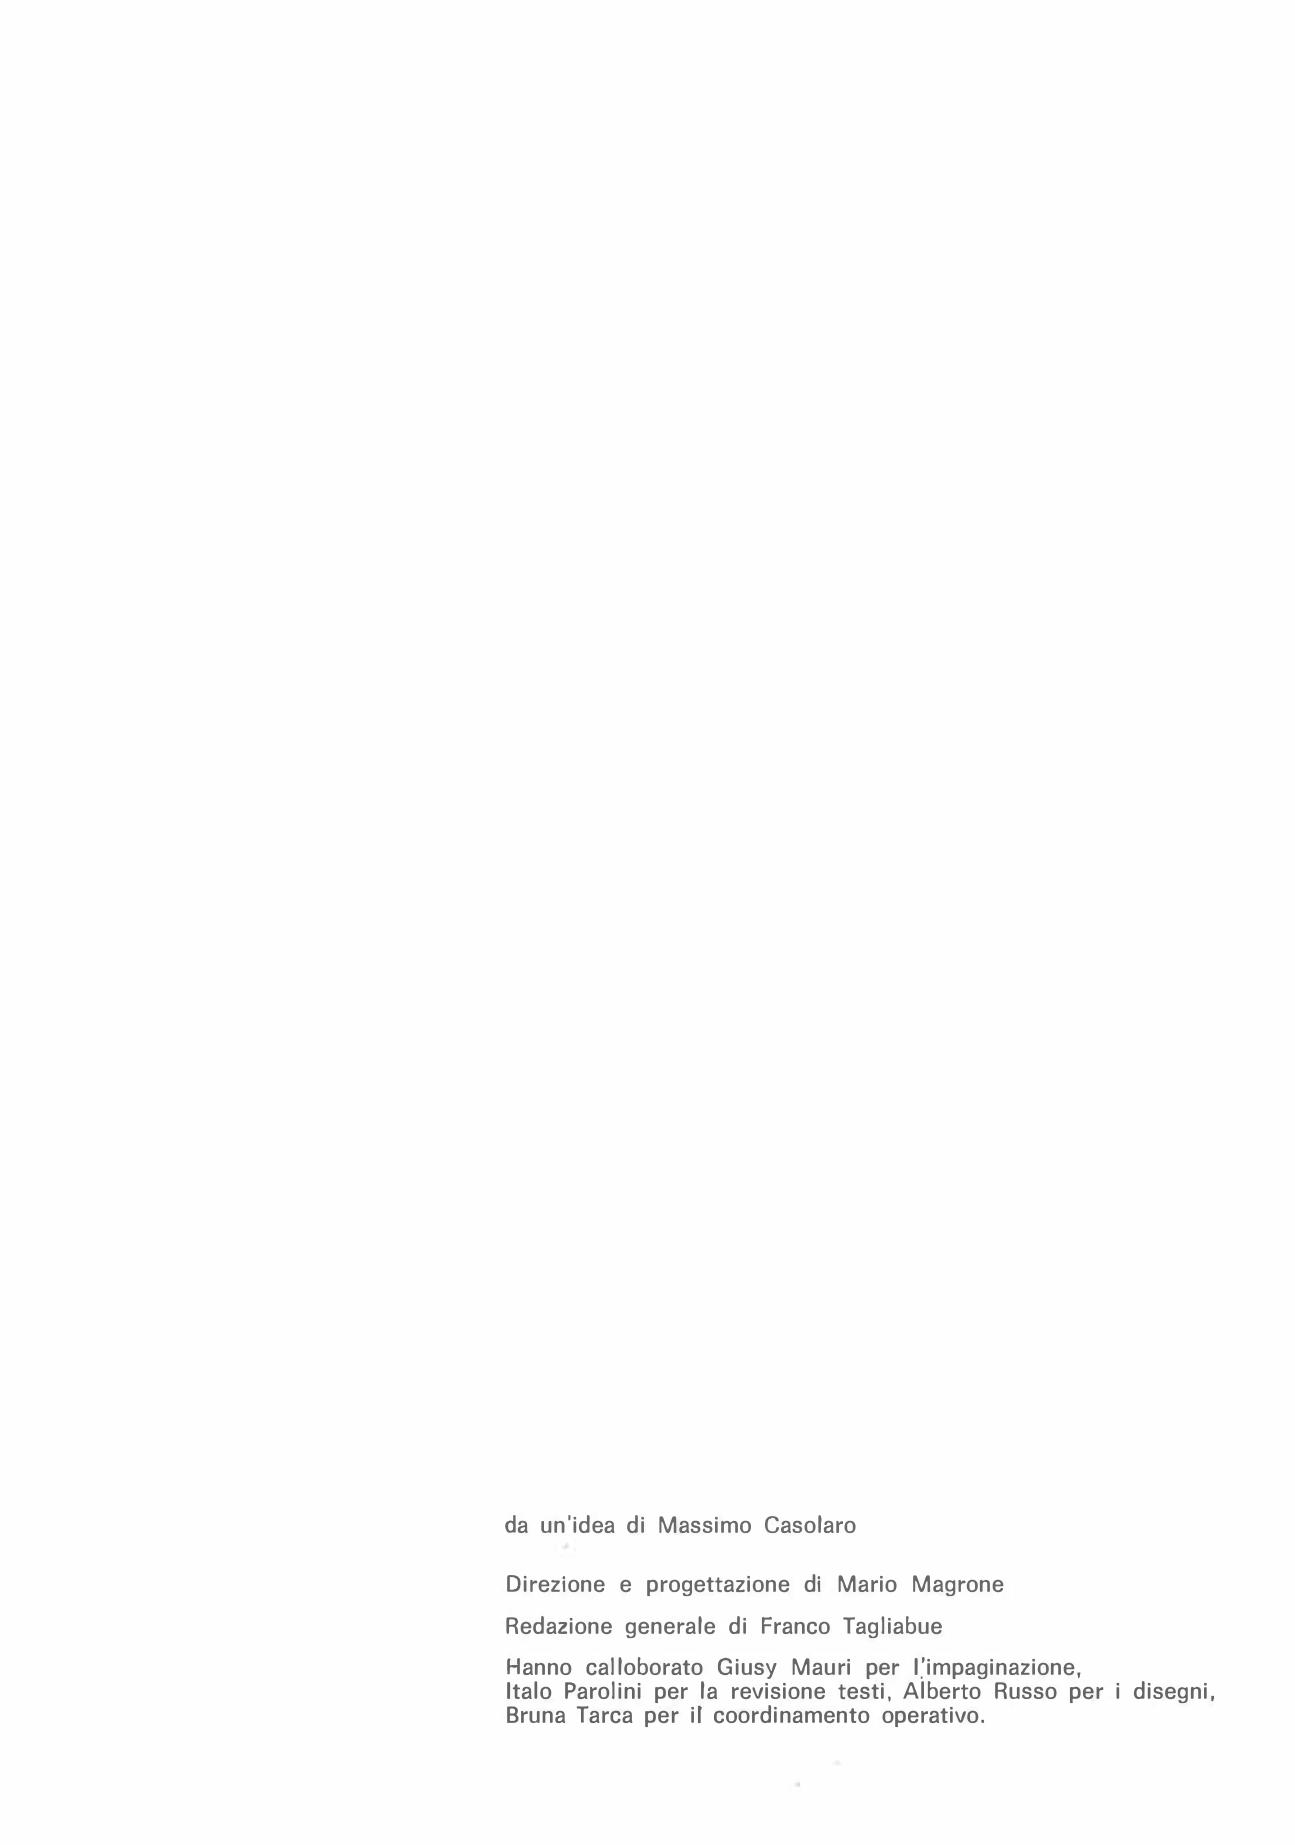 da un'idea di Massimo Casolaro
Direzione e progettazione di Mario Magrone
Redazione generale di Franco Tagliabue
Hanno calloborato Giusy Mauri per l'impaginazione,
Italo Parolini per la revisione testi, Alberto Russo per i disegni,
Bruna Tarca per il coordinamento operativo.